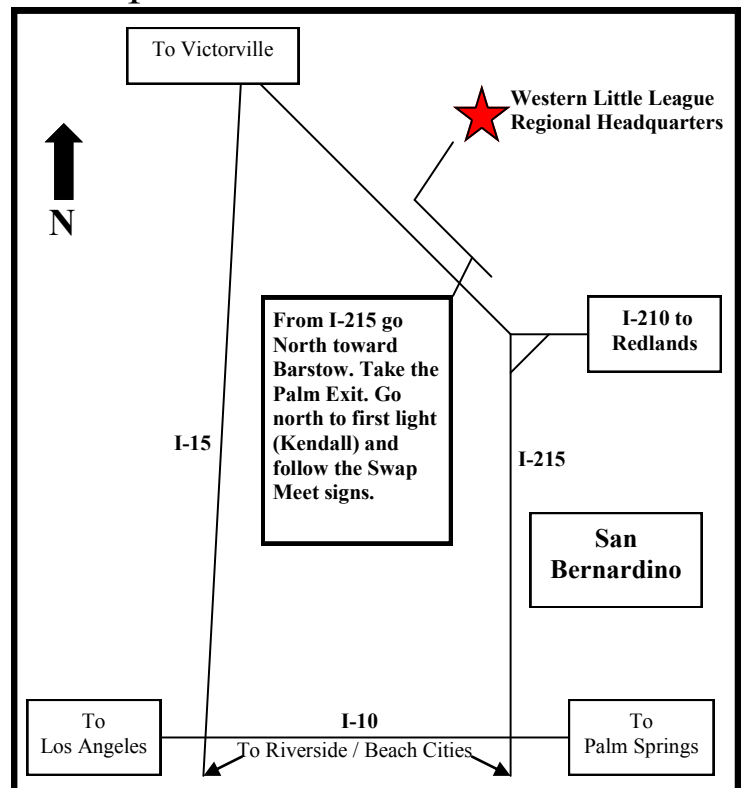 To Victorville
Western Little League
Regional Headquarters
N
From I-215 go
North toward
Barstow. Take the
Palm Exit. Go
north to first light
(Kendall) and
follow the Swap
Meet signs.
I-210 to
Redlands
I-15
I-215
San
Bernardino
To
Los Angeles
I-10
To Riverside / Beach Cities
To
Palm Springs